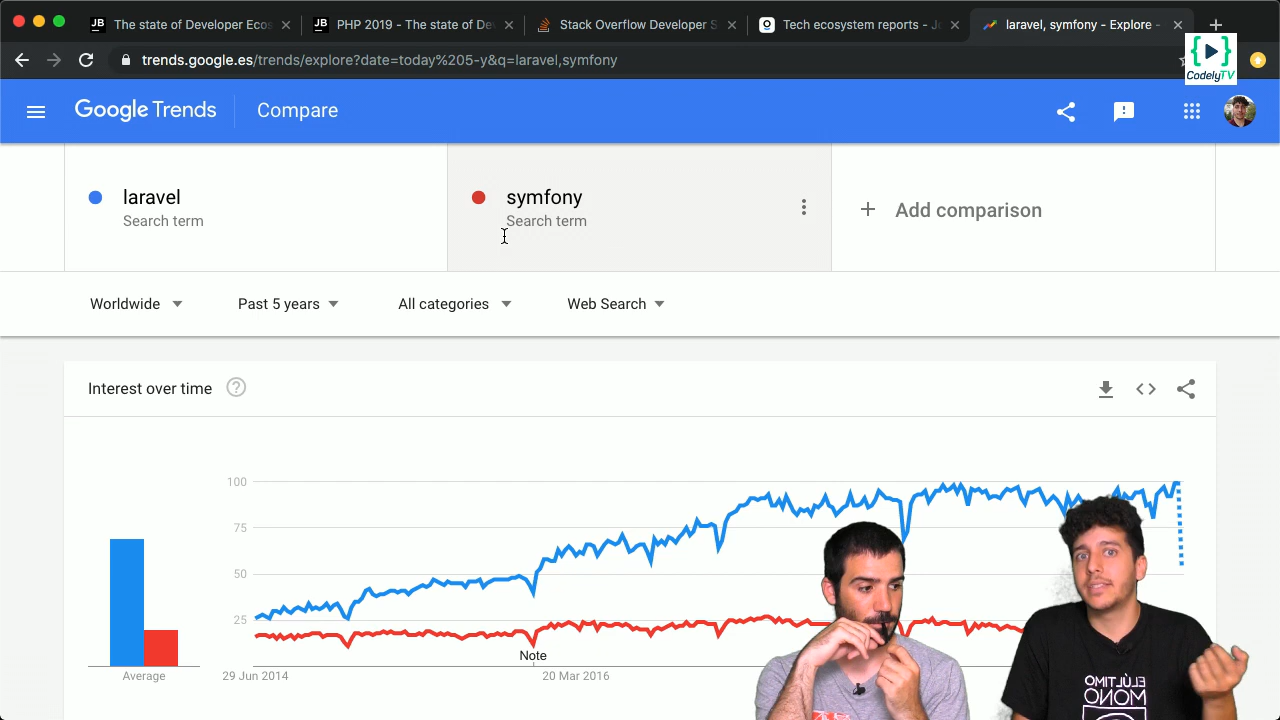 The state of Developer Ecos
PHP 2019 - The state of De
Stack Overflow Developer S
Tech ecosystem reports - Jo
laravel, symfony - Explore -
trends.google.es/trends/explore?date=today%205-y&q=laravel,symfony
CodelyTV
Google Trends
Compare
laravel
Search term
symfony
Search term
+ Add comparison
Worldwide
Past 5 years
All categories
Web Search
Interest over time
100
75
50
25
Note
Average
29 Jun 2014
20 Mar 2016
ELÚLTIMO
MONO